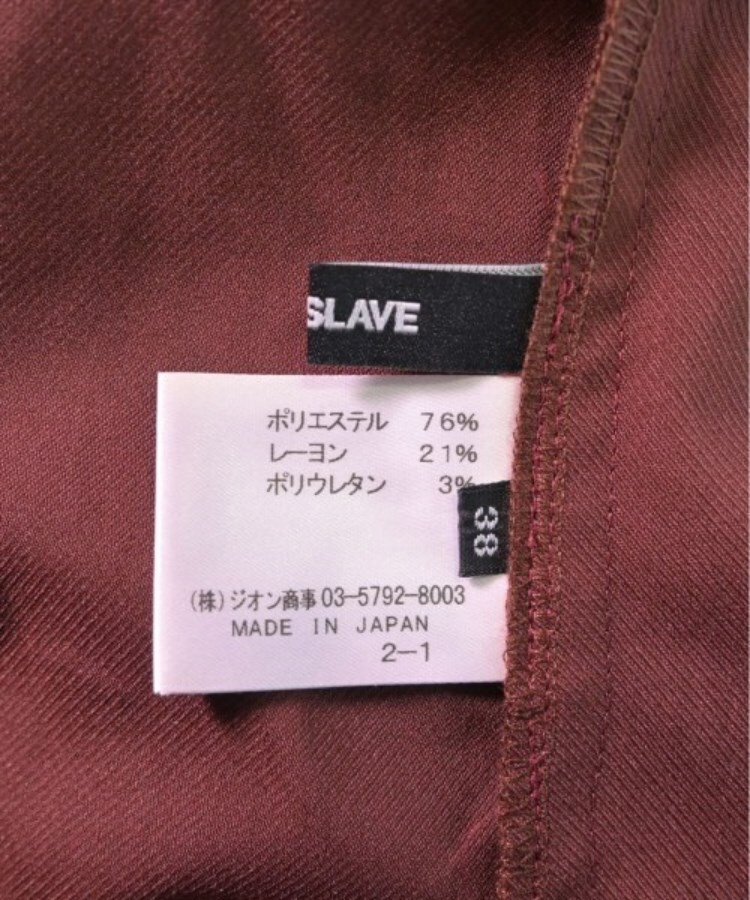 SLAVE
ポリエステル 76%
レーヨン 21%
ポリウレタン 3%
38
(株)ジオン商事 03-5792-8003
MADE IN JAPAN
2-1